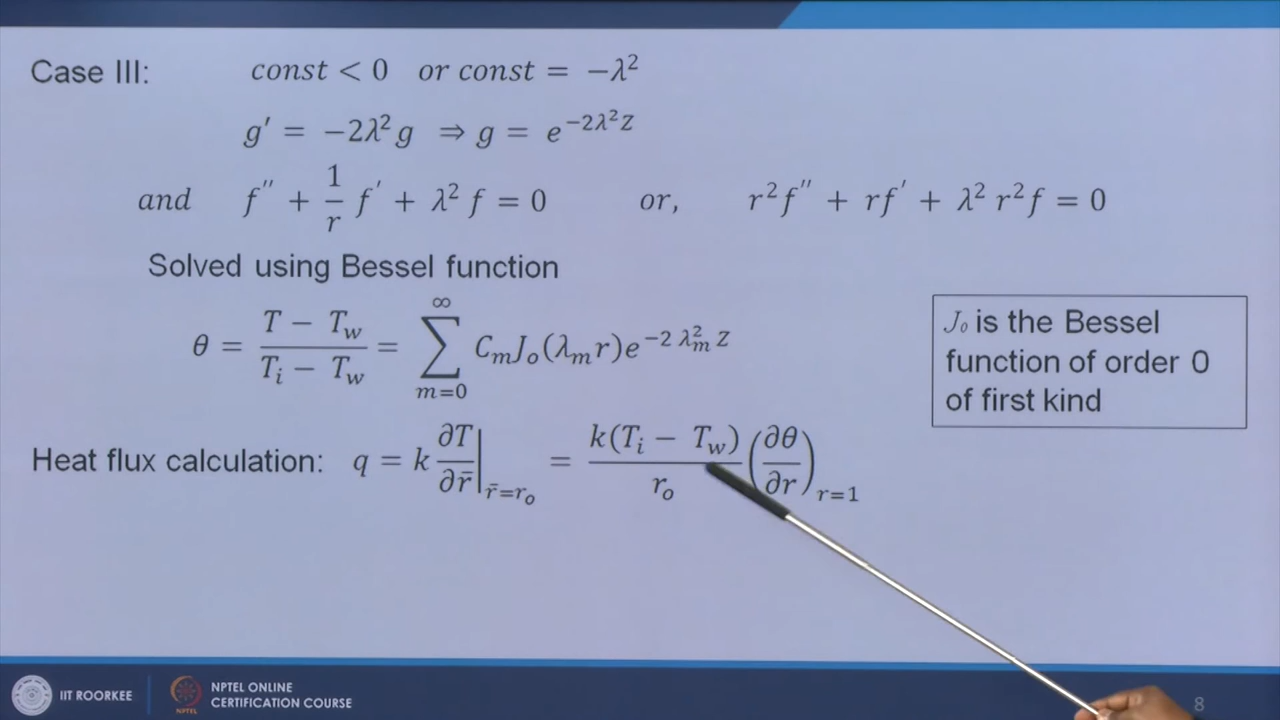 Case III: const < 0 or const = −λ²
g′ = −2λ²g ⇒ g = e^{−2λ²Z}
and f″ + 1/r f′ + λ² f = 0 or, r²f″ + rf′ + λ² r²f = 0
Solved using Bessel function
θ = (T − T_w)/(T_i − T_w) = ∑_{m=0}^{∞} C_m J_o(λ_m r)e^{−2 λ_m² Z}
J_o is the Bessel
function of order 0
of first kind
Heat flux calculation: q = k ∂T/∂r̄|_{r̄=r_o} = k(T_i − T_w)/r_o (∂θ/∂r)_{r=1}
IIT ROORKEE
NPTEL
NPTEL ONLINE
CERTIFICATION COURSE
8